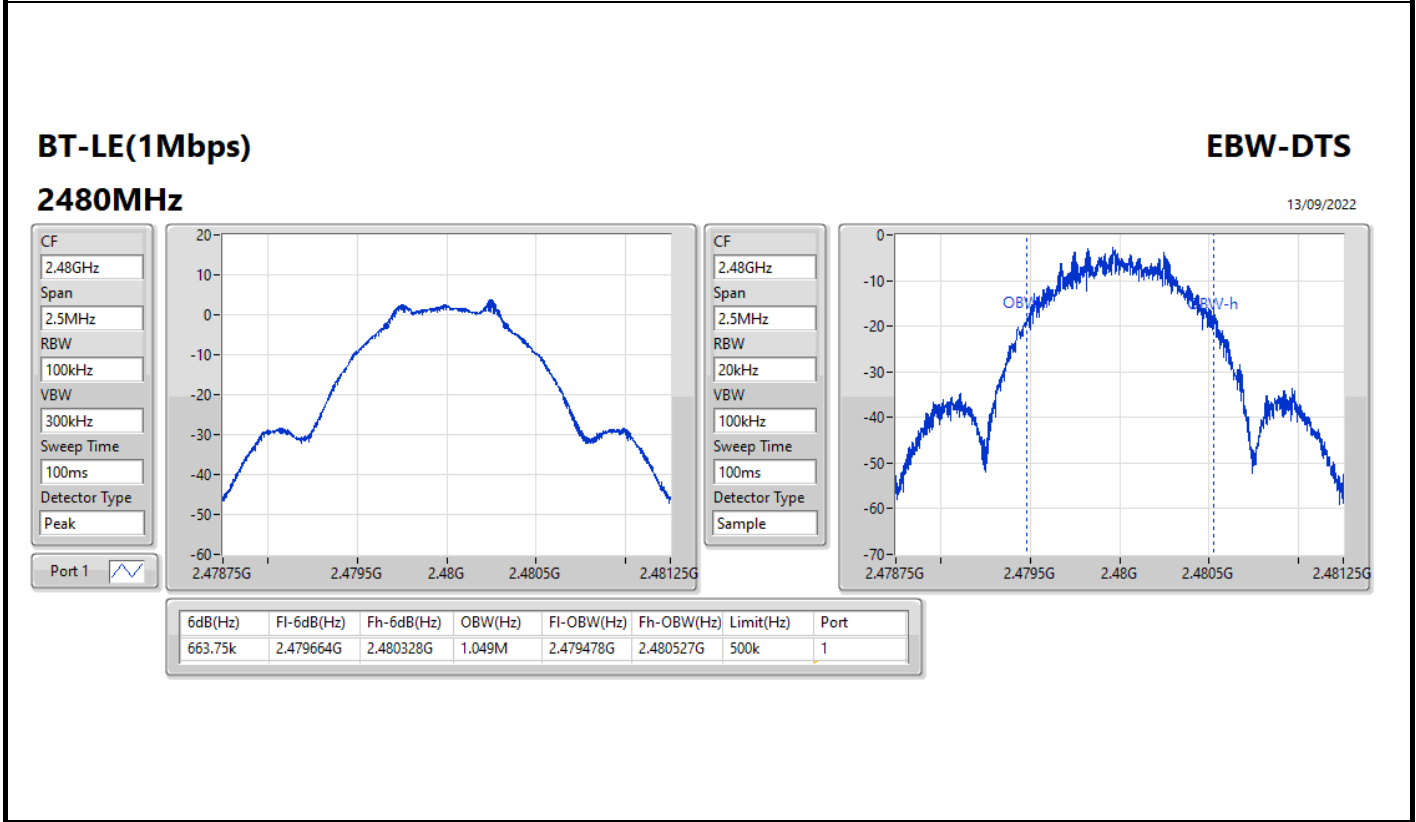 BT-LE(1Mbps)
EBW-DTS
2480MHz
13/09/2022
CF
2.48GHz
Span
2.5MHz
RBW
100kHz
VBW
300kHz
Sweep Time
100ms
Detector Type
Peak
Port 1
20
10
0
-10
-20
-30
-40
-50
-60
2.47875G 2.4795G 2.48G 2.4805G 2.48125G
CF
2.48GHz
Span
2.5MHz
RBW
20kHz
VBW
100kHz
Sweep Time
100ms
Detector Type
Sample
0
-10
-20
-30
-40
-50
-60
-70
OBW-h
2.47875G 2.4795G 2.48G 2.4805G 2.48125G
6dB(Hz) Fl-6dB(Hz) Fh-6dB(Hz) OBW(Hz) Fl-OBW(Hz) Fh-OBW(Hz) Limit(Hz) Port
663.75k 2.479664G 2.480328G 1.049M 2.479478G 2.480527G 500k 1